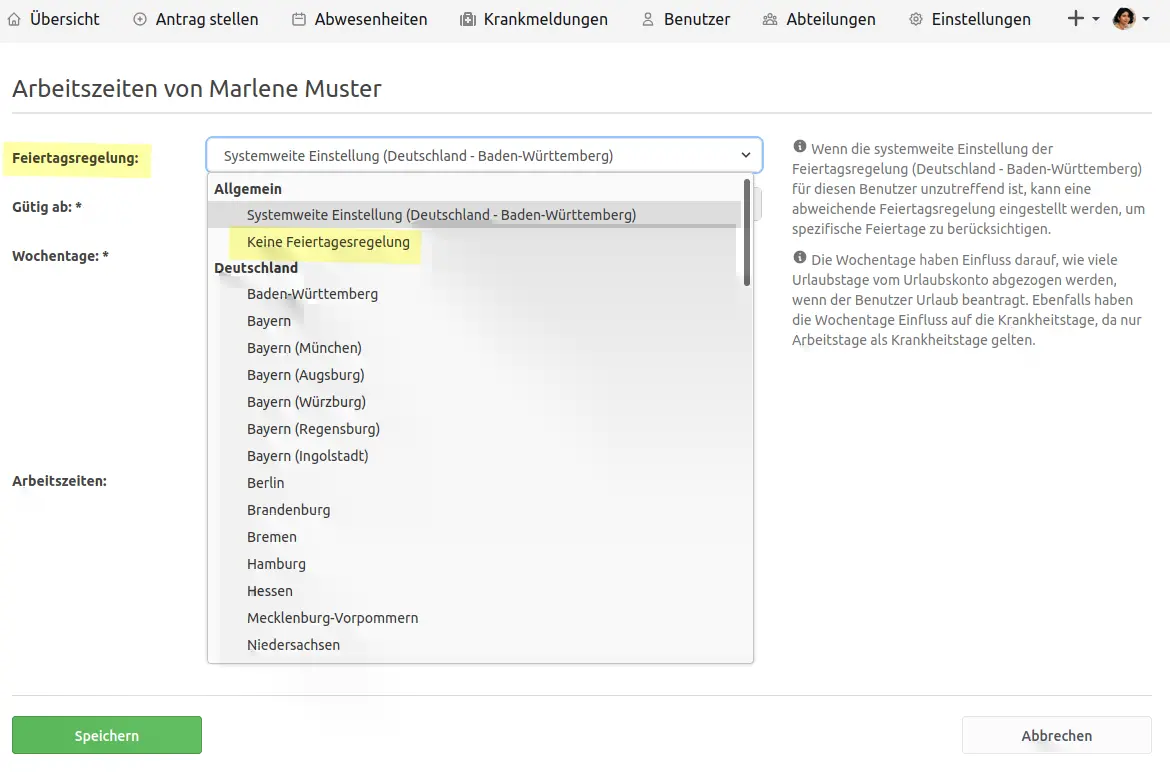 Übersicht Antrag stellen Abwesenheiten Krankmeldungen Benutzer Abteilungen Einstellungen
Arbeitszeiten von Marlene Muster
Feiertagsregelung:
Systemweite Einstellung (Deutschland - Baden-Württemberg)
Gütig ab: *
Wochentage: *
Arbeitszeiten:
Allgemein
Systemweite Einstellung (Deutschland - Baden-Württemberg)
Keine Feiertagesregelung
Deutschland
Baden-Württemberg
Bayern
Bayern (München)
Bayern (Augsburg)
Bayern (Würzburg)
Bayern (Regensburg)
Bayern (Ingolstadt)
Berlin
Brandenburg
Bremen
Hamburg
Hessen
Mecklenburg-Vorpommern
Niedersachsen
Wenn die systemweite Einstellung der
Feiertagsregelung (Deutschland - Baden-Württemberg)
für diesen Benutzer unzutreffend ist, kann eine
abweichende Feiertagsregelung eingestellt werden, um
spezifische Feiertage zu berücksichtigen.
Die Wochentage haben Einfluss darauf, wie viele
Urlaubstage vom Urlaubskonto abgezogen werden,
wenn der Benutzer Urlaub beantragt. Ebenfalls haben
die Wochentage Einfluss auf die Krankheitstage, da nur
Arbeitstage als Krankheitstage gelten.
Speichern
Abbrechen